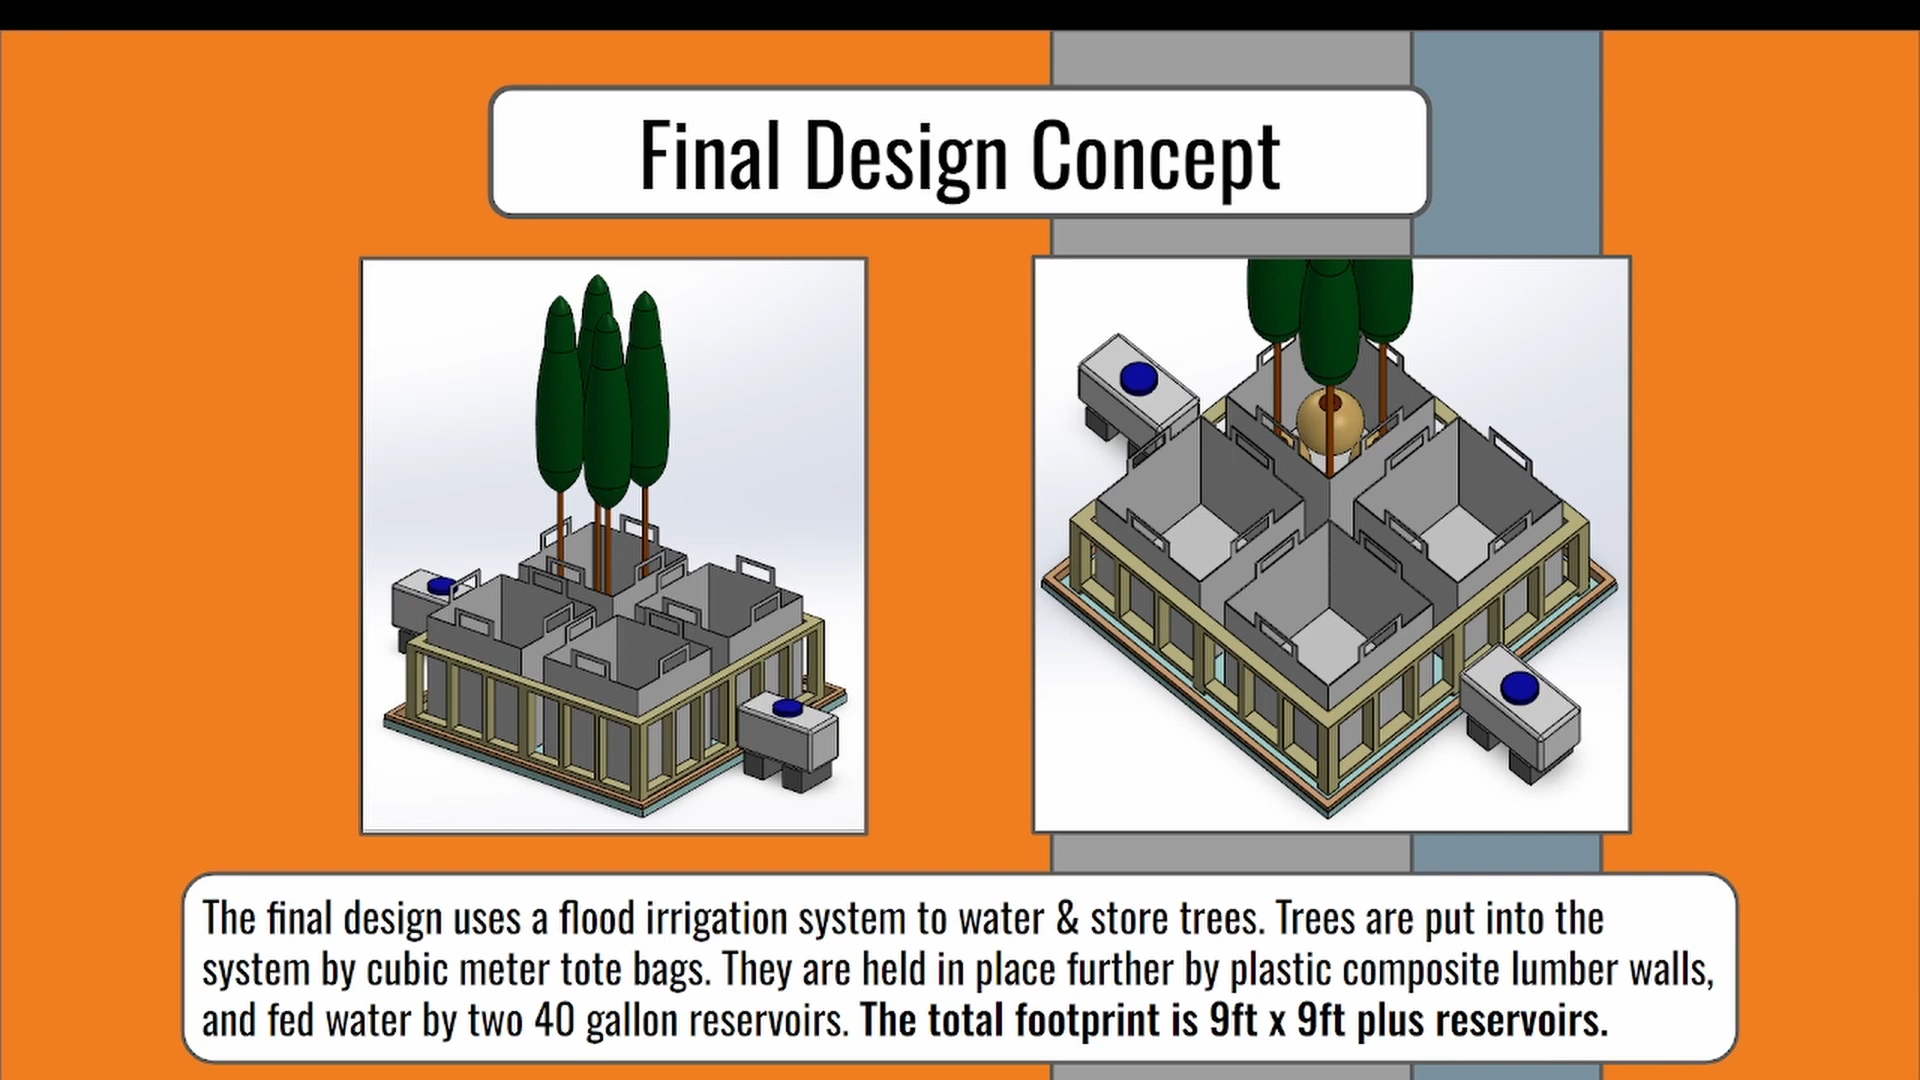 Final Design Concept
The final design uses a flood irrigation system to water & store trees. Trees are put into the
system by cubic meter tote bags. They are held in place further by plastic composite lumber walls,
and fed water by two 40 gallon reservoirs. The total footprint is 9ft x 9ft plus reservoirs.